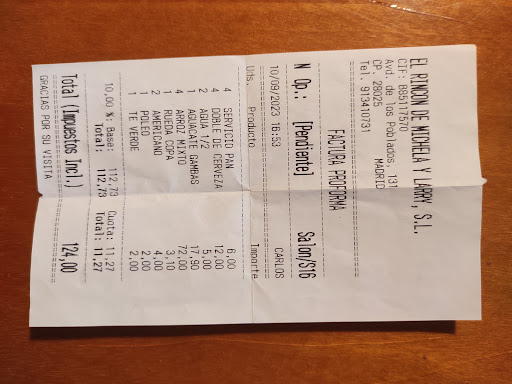 EL RINCON DE MICHELA Y LARRY, S.L.
CIF: B85117570
Avd. de los Poblados, 131
CP. 28025 MADRID
Tel. 913410731
FACTURA PROFORMA
N Op.: [Pendiente] Salon/S16
10/09/2023 16:53 CARLOS
Uds. Producto Importe
4 SERVICIO PAN 6,00
4 DOBLE DE CERVEZA 12,00
2 AGUA 1/2 5,00
1 AGUACATE GAMBAS 17,90
4 ARROZ MIXTO 72,00
1 RUEDA COPA 3,10
2 AMERICANO 4,00
1 POLEO 2,00
1 TE VERDE 2,00
10,00 %: Base: 112,73 Cuota: 11,27
Total: 112,73 Total: 11,27
Total (Impuestos Incl.) 124,00
GRACIAS POR SU VISITA